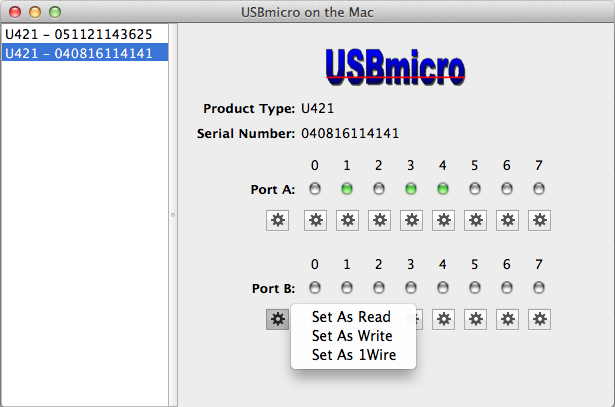 USBmicro on the Mac
U421 - 051121143625
U421 - 040816114141
USBmicro
Product Type: U421
Serial Number: 040816114141
0 1 2 3 4 5 6 7
Port A:
0 1 2 3 4 5 6 7
Port B:
Set As Read
Set As Write
Set As 1Wire